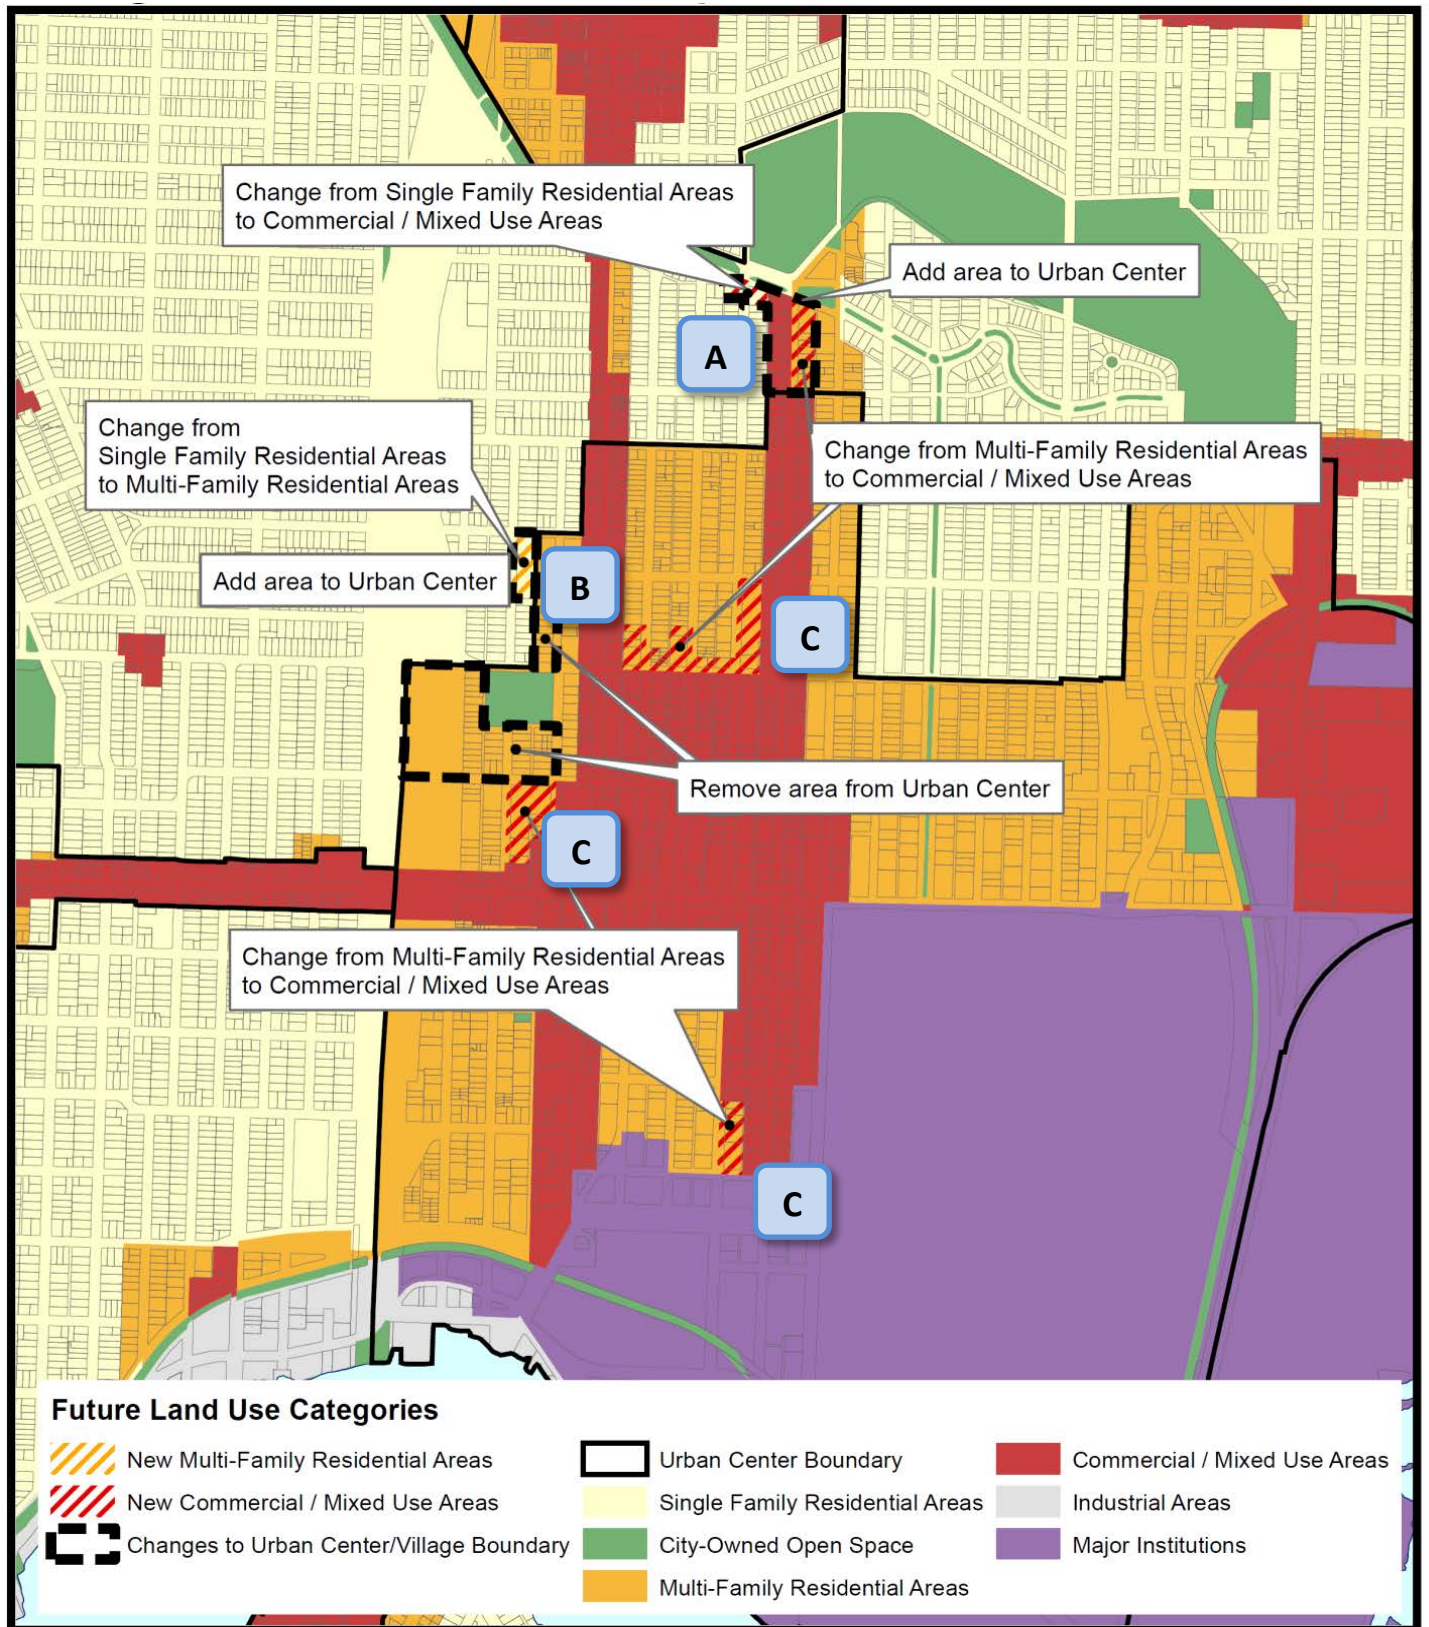 Change from Single Family Residential Areas
to Commercial / Mixed Use Areas
Add area to Urban Center
A
Change from
Single Family Residential Areas
to Multi-Family Residential Areas
Change from Multi-Family Residential Areas
to Commercial / Mixed Use Areas
Add area to Urban Center
B
C
Remove area from Urban Center
C
Change from Multi-Family Residential Areas
to Commercial / Mixed Use Areas
C
Future Land Use Categories
New Multi-Family Residential Areas
New Commercial / Mixed Use Areas
Changes to Urban Center/Village Boundary
Urban Center Boundary
Single Family Residential Areas
City-Owned Open Space
Multi-Family Residential Areas
Commercial / Mixed Use Areas
Industrial Areas
Major Institutions